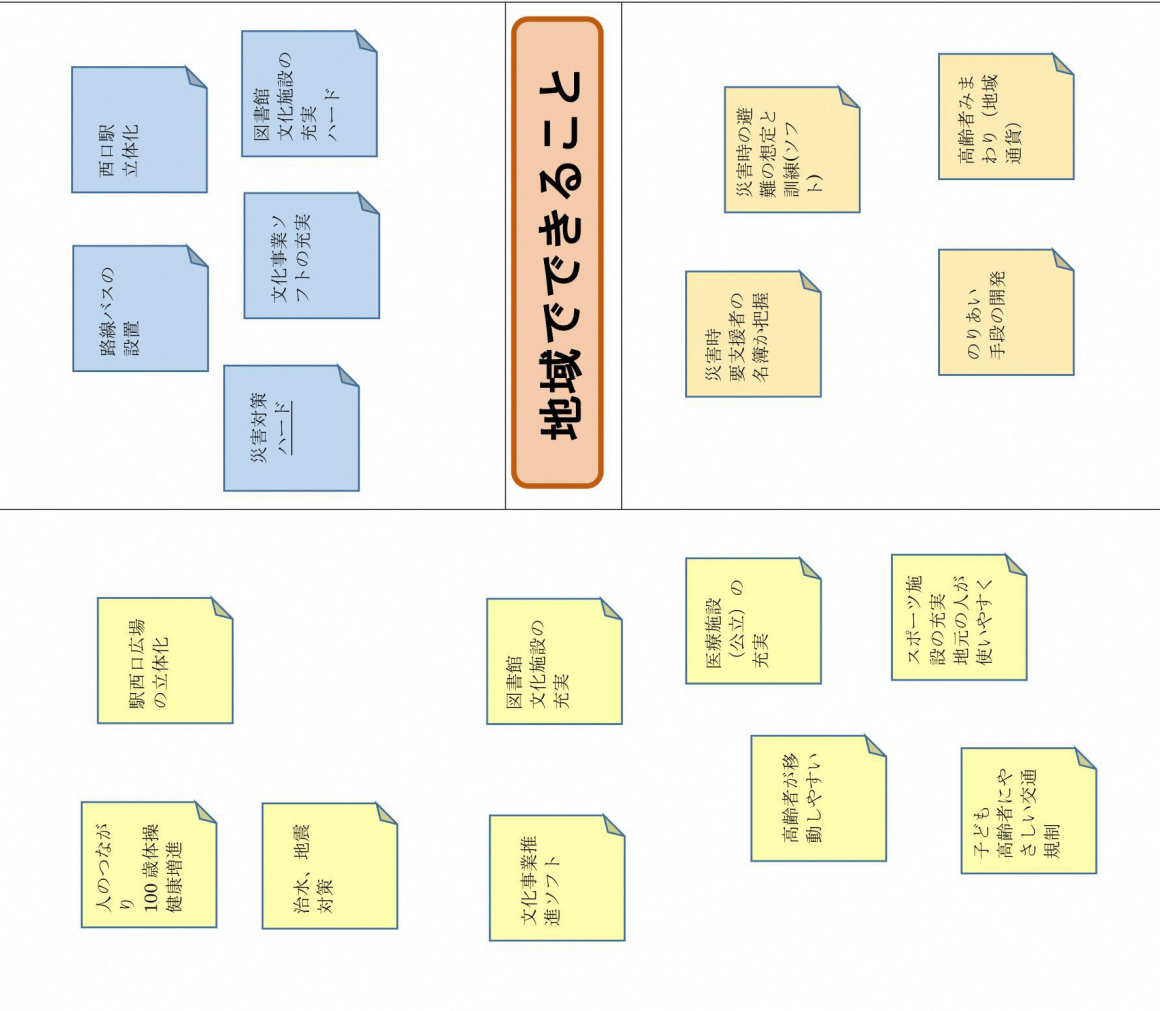 人のつなが
り
100 歳体操
健康増進
駅西口広場
の立体化
治水、地震
対策
文化事業推
進ソフト
図書館
文化施設の
充実
医療施設
（公立）の
充実
高齢者が移
動しやすい
スポーツ施
設の充実
地元の人が
使いやすく
子ども
高齢者にや
さしい交通
規制
路線バスの
設置
西口駅
立体化
災害対策
ハード
文化事業ソ
フトの充実
図書館
文化施設の
充実
ハード
地域でできること
災害時
要支援者の
名簿か把握
災害時の避
難の想定と
訓練(ソフ
ト)
のりあい
手段の開発
高齢者みま
わり（地域
通貨）